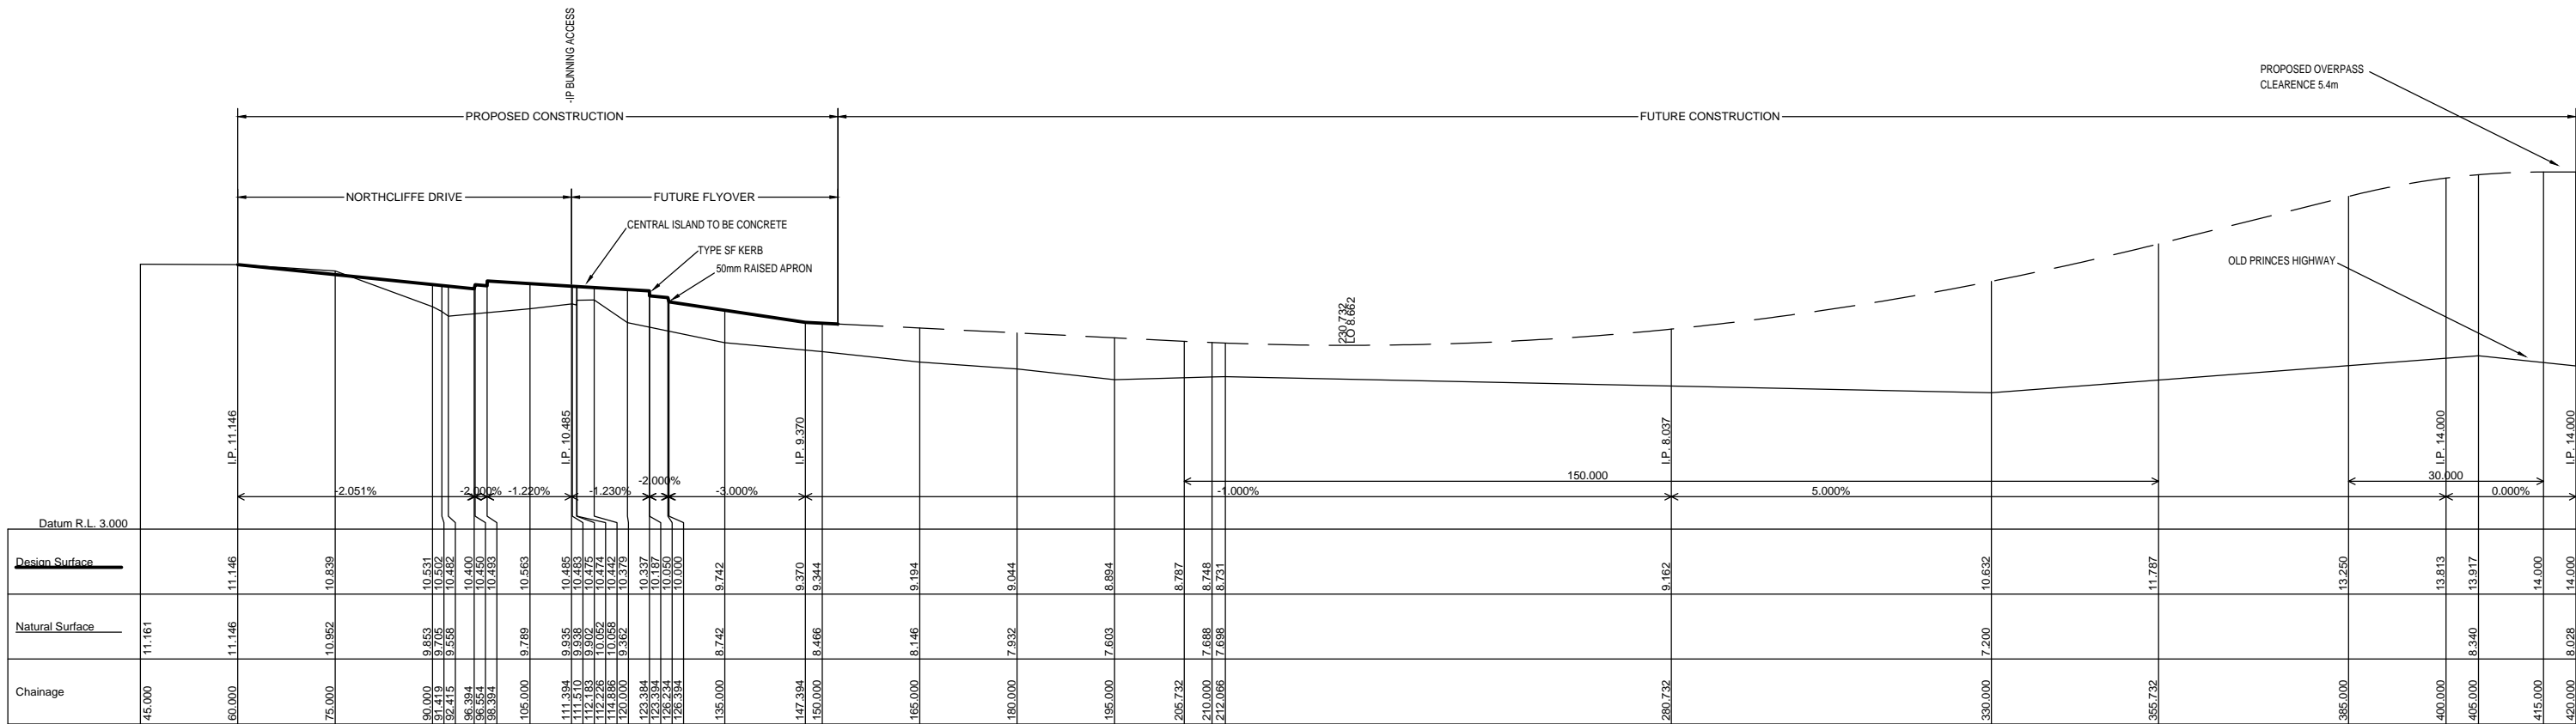 -IP BUNNING ACCESS
PROPOSED OVERPASS
CLEARENCE 5.4m
PROPOSED CONSTRUCTION
FUTURE CONSTRUCTION
NORTHCLIFFE DRIVE
FUTURE FLYOVER
CENTRAL ISLAND TO BE CONCRETE
TYPE SF KERB
50mm RAISED APRON
OLD PRINCES HIGHWAY
230.732
LO 8.662
I.P. 11.146
I.P. 10.485
I.P. 9.370
I.P. 8.037
I.P. 14.000
I.P. 14.000
150.000
30.000
-2.051%
-2.000%
-1.220%
-1.230%
-2.000%
-3.000%
-1.000%
5.000%
0.000%
Datum R.L. 3.000
Design Surface
11.146 10.839 10.531 10.502 10.482 10.400 10.450 10.493 10.563 10.485 10.483 10.475 10.474 10.442 10.379 10.337 10.187 10.050 10.000 9.742 9.370 9.344 9.194 9.044 8.894 8.787 8.748 8.731 9.162 10.632 11.787 13.250 13.813 13.917 14.000 14.000
Natural Surface
11.161 11.146 10.952 9.853 9.705 9.558 9.789 9.935 9.938 9.902 10.052 10.058 9.362 8.742 8.466 8.146 7.932 7.603 7.688 7.698 7.200 8.340 8.028
Chainage
45.000 60.000 75.000 90.000 91.419 92.415 96.394 96.554 98.394 105.000 111.394 111.510 112.183 112.226 114.886 120.000 123.384 123.394 126.234 126.394 135.000 147.394 150.000 165.000 180.000 195.000 205.732 210.000 212.066 280.732 330.000 355.732 385.000 400.000 405.000 415.000 420.000